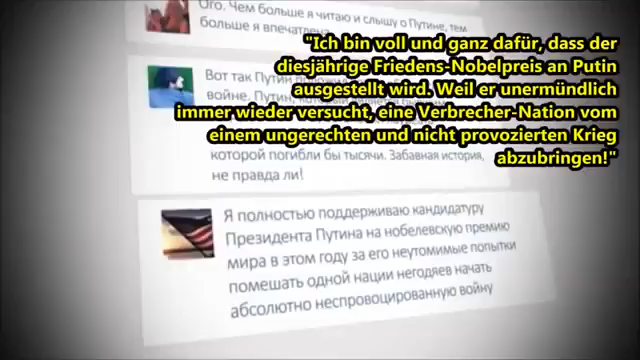 Ого. Чем больше я читаю и слышу о Путине, тем
больше я впечатлен
"Ich bin voll und ganz dafür, dass der
diesjährige Friedens-Nobelpreis an Putin
ausgestellt wird. Weil er unermündlich
immer wieder versucht, eine Verbrecher-Nation vom
einem ungerechten und nicht provozierten Krieg
abzubringen!"
Вот так Путин
войне. Путин,
которой погибли бы тысячи. Забавная история,
не правда ли!
Я полностью поддерживаю кандидатуру
Президента Путина на нобелевскую премию
мира в этом году за его неутомимые попытки
помешать одной нации негодяев начать
абсолютно неспровоцированную войну